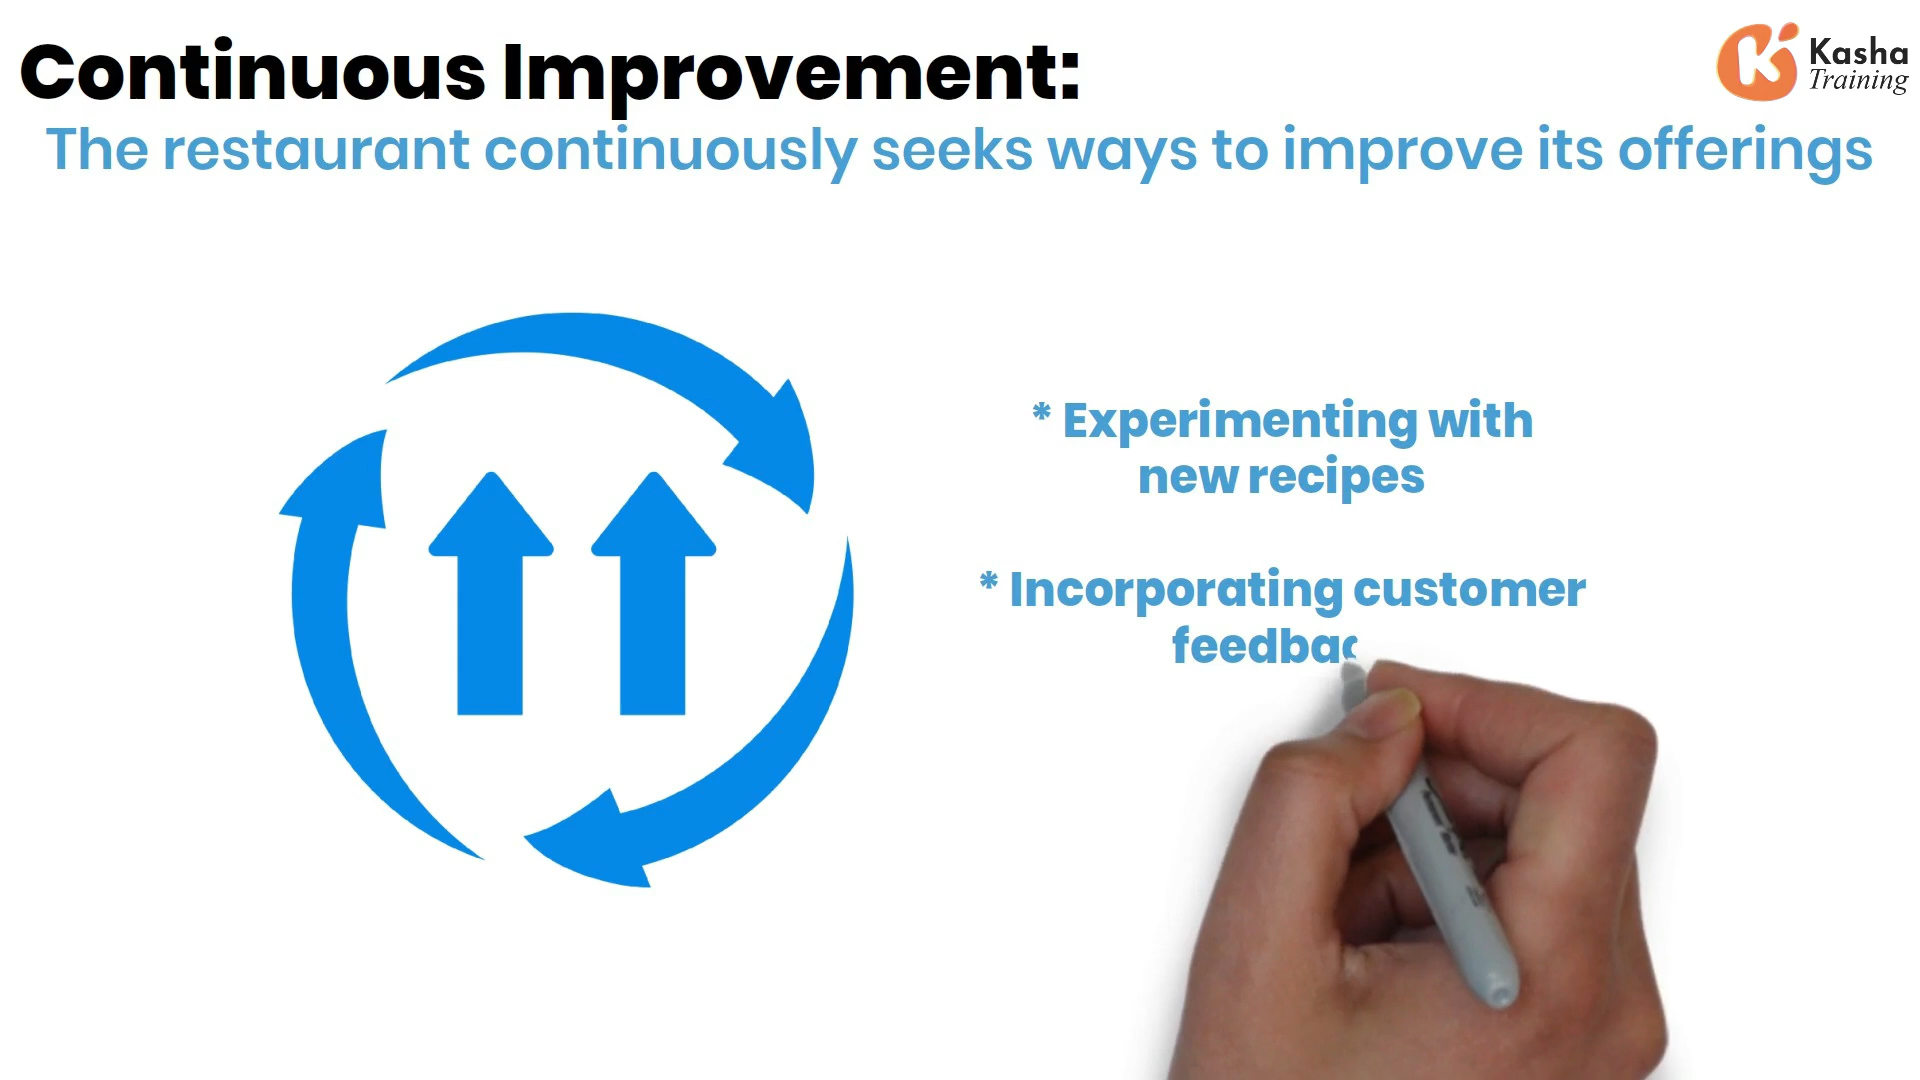 Continuous Improvement:
Kasha
Training
The restaurant continuously seeks ways to improve its offerings
* Experimenting with
new recipes
* Incorporating customer
feedbac